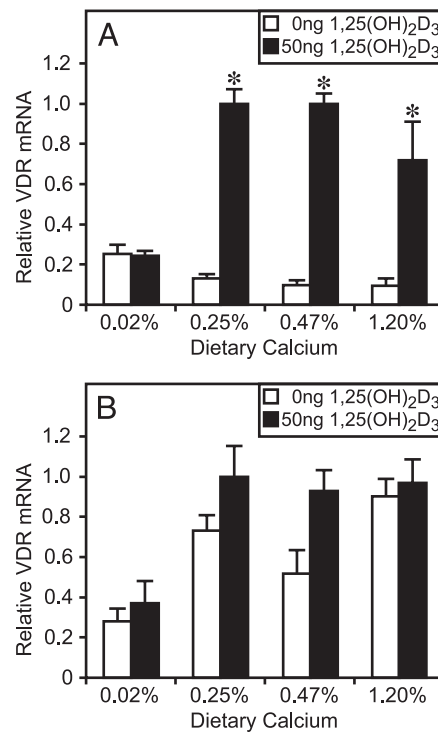 A
0ng 1,25(OH)2D3
50ng 1,25(OH)2D3
Relative VDR mRNA
1.2
1.0
0.8
0.6
0.4
0.2
0
* * *
0.02% 0.25% 0.47% 1.20%
Dietary Calcium
B
0ng 1,25(OH)2D3
50ng 1,25(OH)2D3
Relative VDR mRNA
1.2
1.0
0.8
0.6
0.4
0.2
0
0.02% 0.25% 0.47% 1.20%
Dietary Calcium